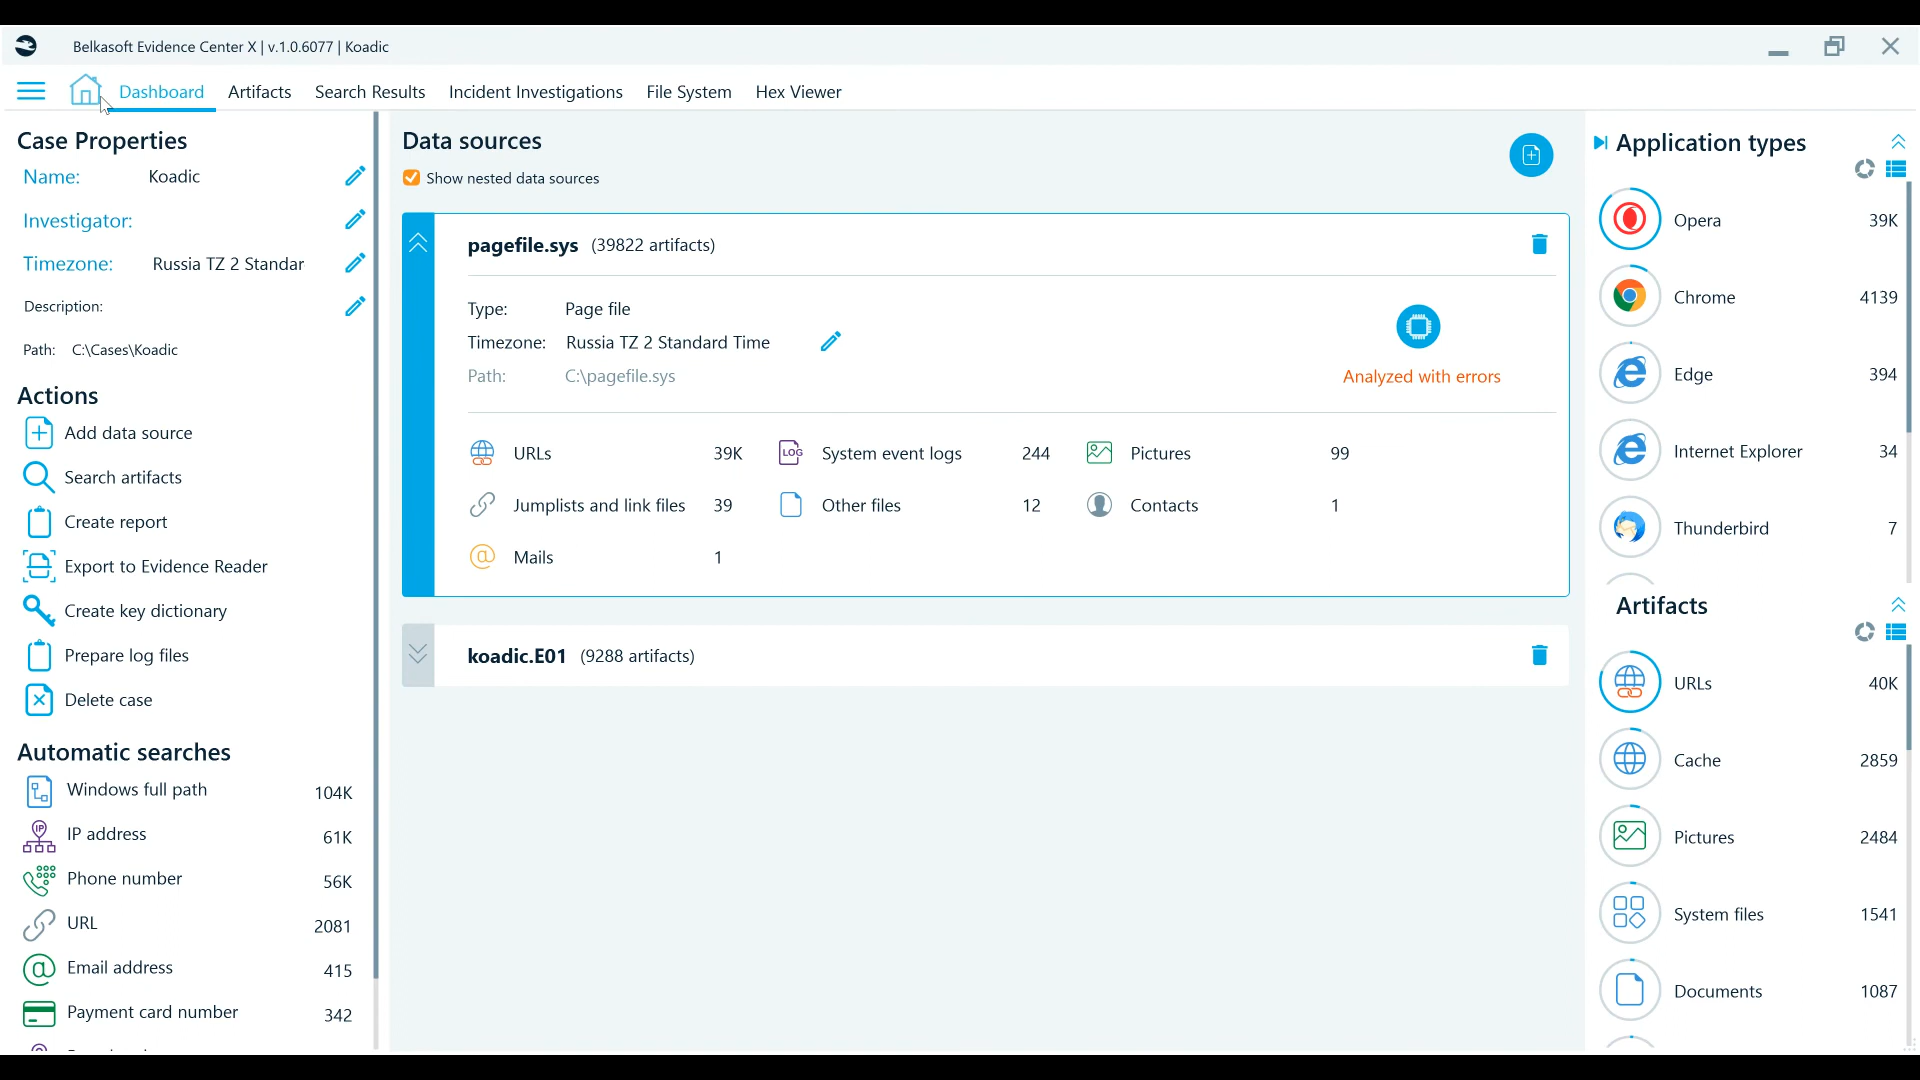 Belkasoft Evidence Center X | v.1.0.6077 | Koadic
Dashboard Artifacts Search Results Incident Investigations File System Hex Viewer
Case Properties
Name: Koadic
Investigator:
Timezone: Russia TZ 2 Standar
Description:
Path: C:\Cases\Koadic
Actions
Add data source
Search artifacts
Create report
Export to Evidence Reader
Create key dictionary
Prepare log files
Delete case
Automatic searches
Windows full path 104K
IP address 61K
Phone number 56K
URL 2081
Email address 415
Payment card number 342
Data sources
Show nested data sources
pagefile.sys (39822 artifacts)
Type: Page file
Timezone: Russia TZ 2 Standard Time
Path: C:\pagefile.sys
Analyzed with errors
URLs 39K LOG System event logs 244 Pictures 99
Jumplists and link files 39 Other files 12 Contacts 1
Mails 1
koadic.E01 (9288 artifacts)
Application types
Opera 39K
Chrome 4139
Edge 394
Internet Explorer 34
Thunderbird 7
Artifacts
URLs 40K
Cache 2859
Pictures 2484
System files 1541
Documents 1087